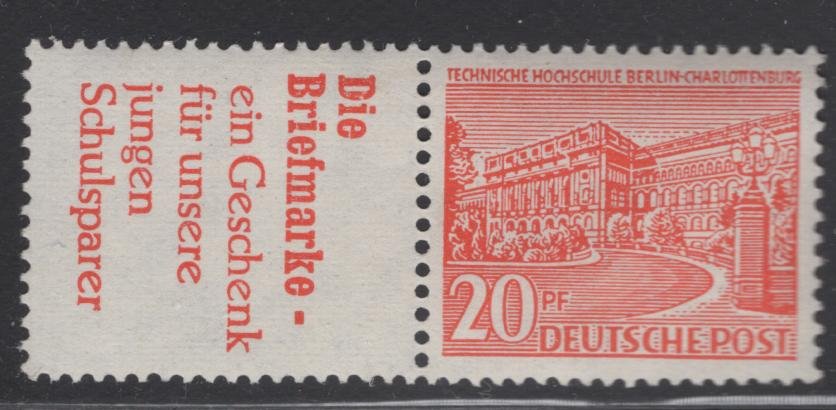 Die
Briefmarke -
ein Geschenk
für unsere
jungen
Schulsparer
TECHNISCHE HOCHSCHULE BERLIN-CHARLOTTENBURG
20 PF
DEUTSCHE POST